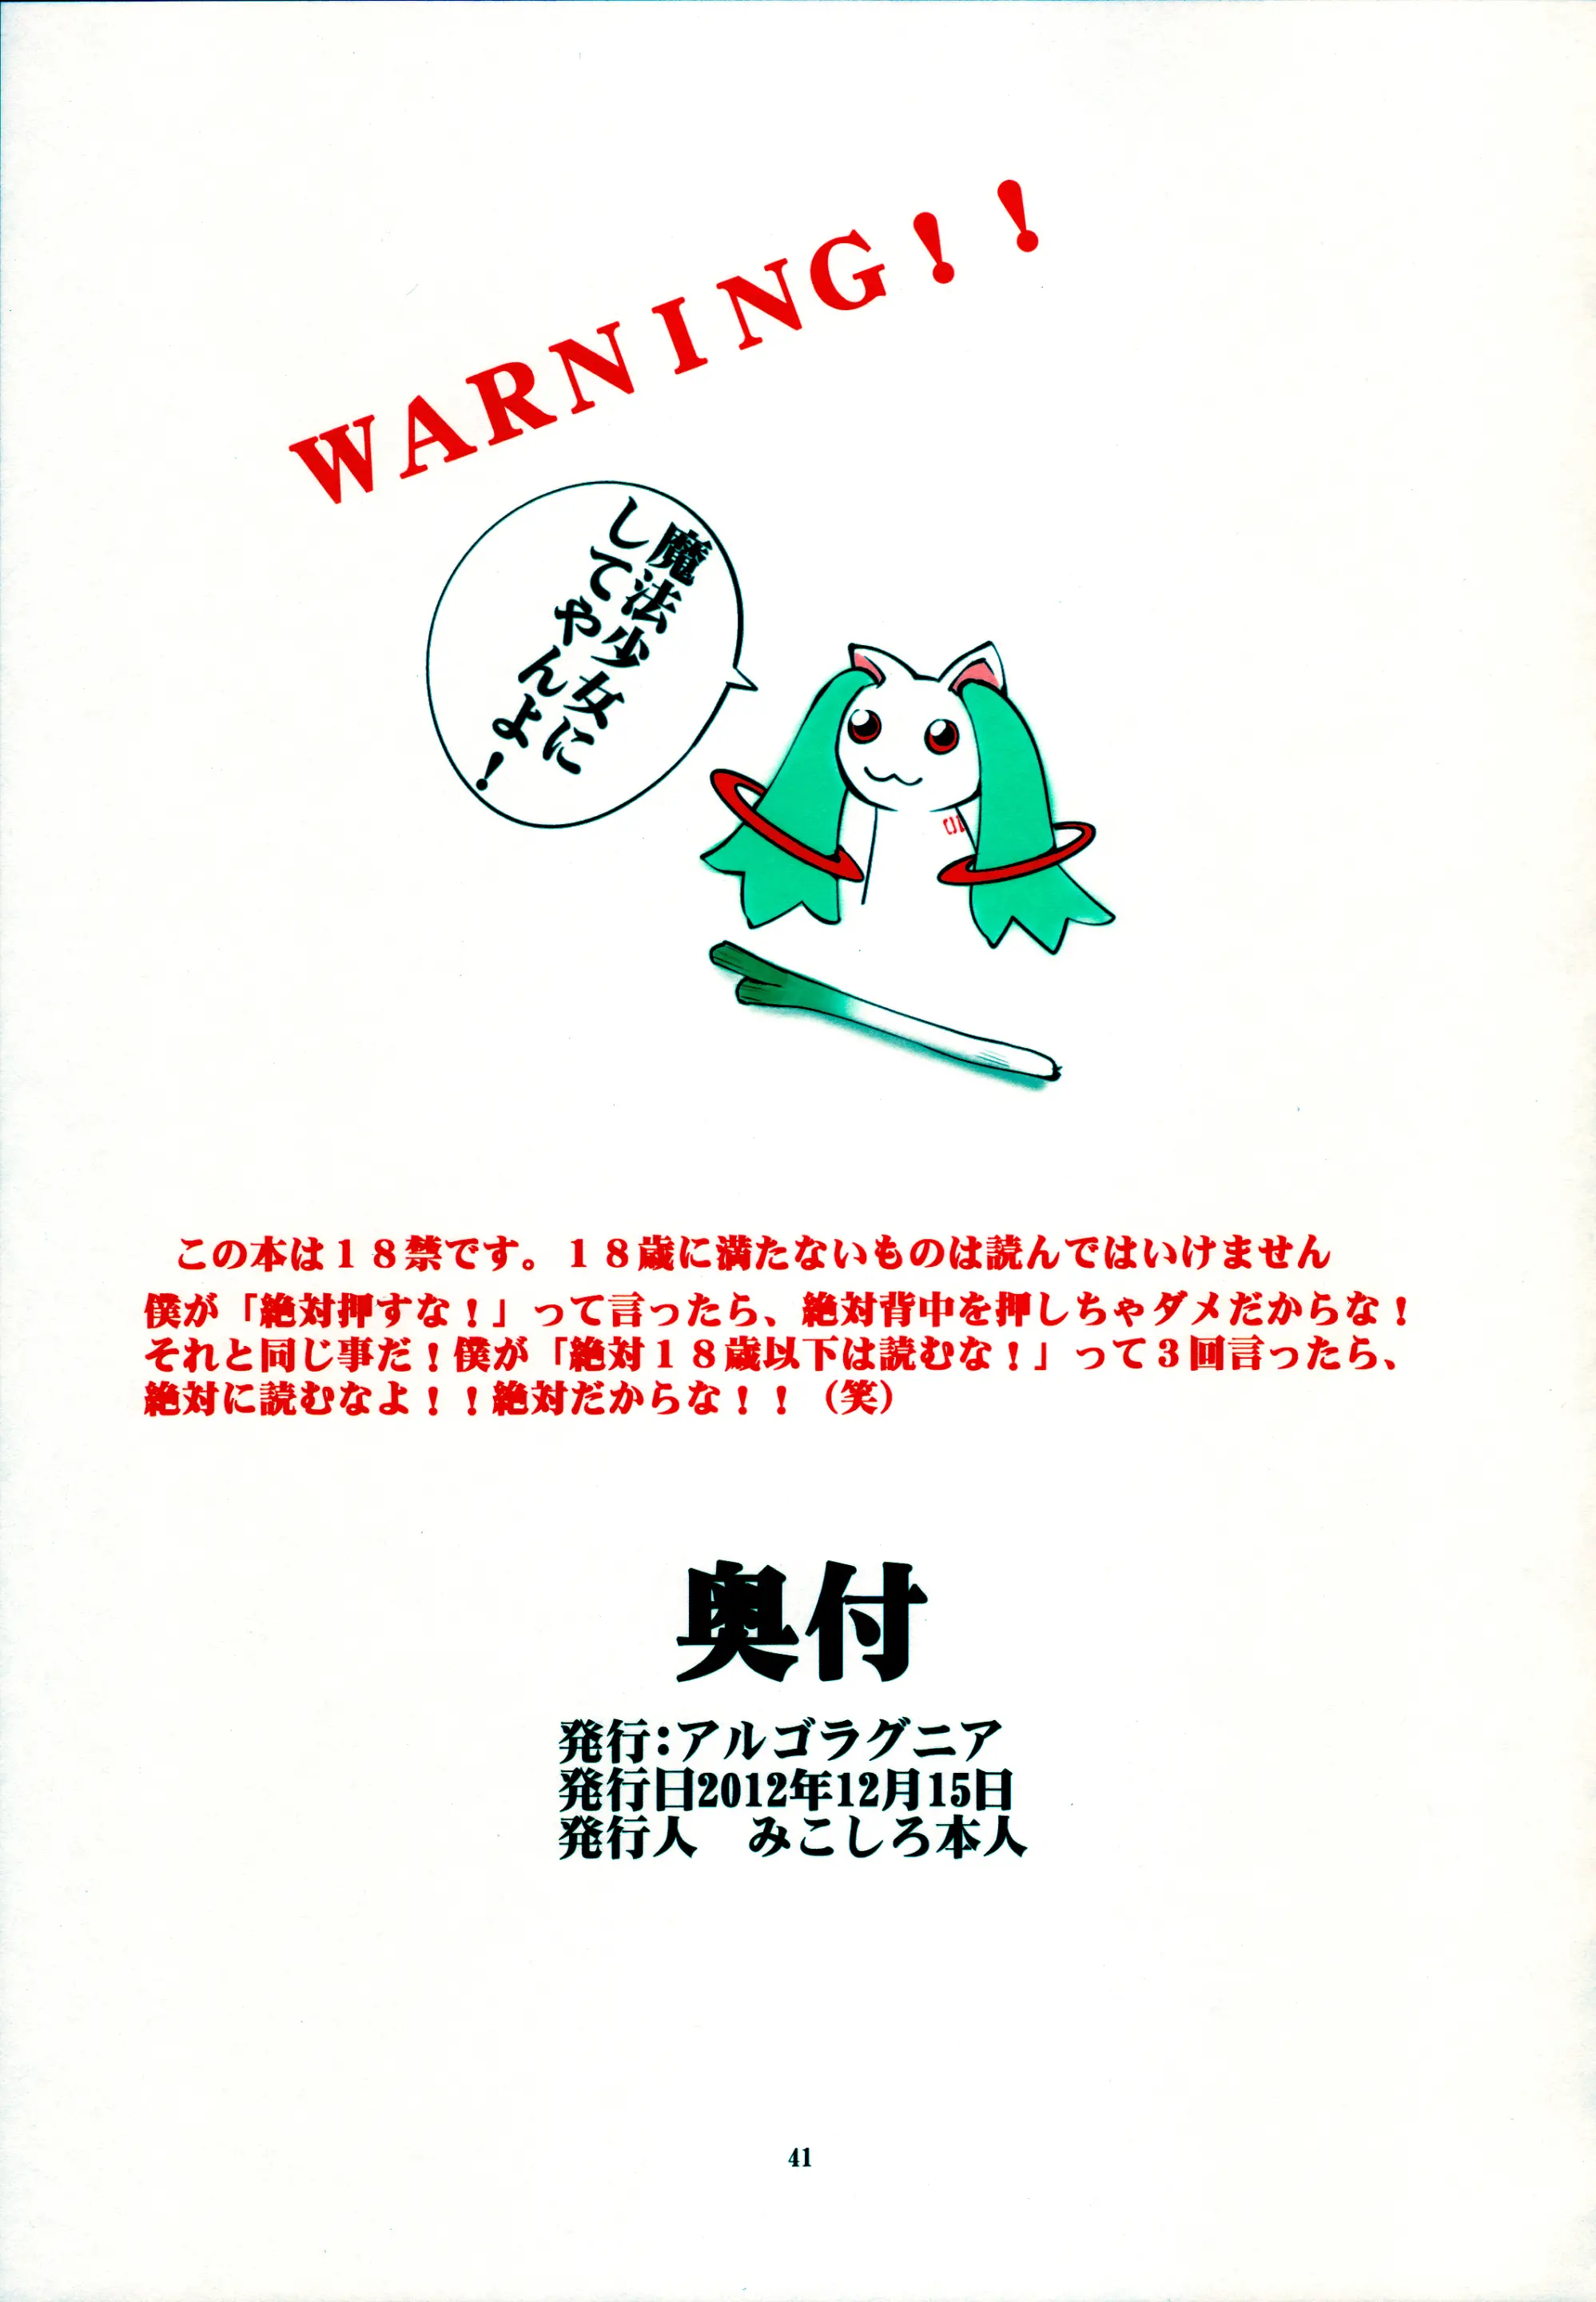 WARNING!!
魔法少女に
してやんよ!
01
この本は18禁です。18歳に満たないものは読んではいけません
僕が「絶対押すな!」って言ったら、絶対背中を押しちゃダメだからな!
それと同じ事だ!僕が「絶対18歳以下は読むな!」って3回言ったら、
絶対に読むなよ!!絶対だからな!!(笑)
奥付
発行:アルゴラグニア
発行日2012年12月15日
発行人 みこしろ本人
41